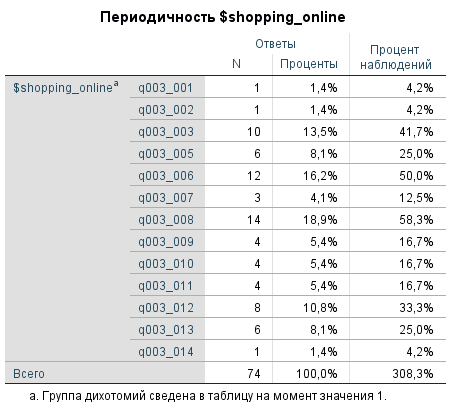 Периодичность $shopping_online
Ответы
Процент наблюдений
N Проценты
$shopping_onlineᵃ q003_001 1 1,4% 4,2%
q003_002 1 1,4% 4,2%
q003_003 10 13,5% 41,7%
q003_005 6 8,1% 25,0%
q003_006 12 16,2% 50,0%
q003_007 3 4,1% 12,5%
q003_008 14 18,9% 58,3%
q003_009 4 5,4% 16,7%
q003_010 4 5,4% 16,7%
q003_011 4 5,4% 16,7%
q003_012 8 10,8% 33,3%
q003_013 6 8,1% 25,0%
q003_014 1 1,4% 4,2%
Всего 74 100,0% 308,3%
a. Группа дихотомий сведена в таблицу на момент значения 1.